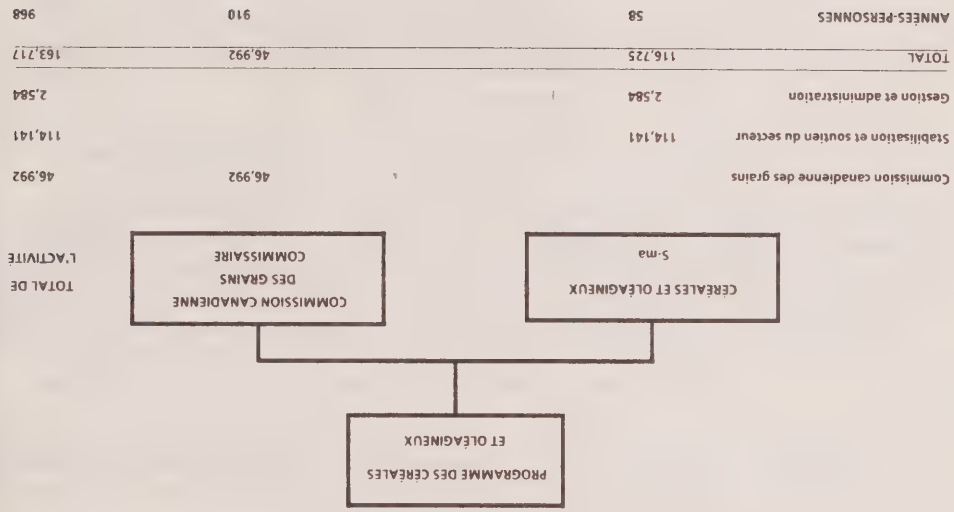 PROGRAMME DES CÉRÉALES
ET OLÉAGINEUX
CÉRÉALES ET OLÉAGINEUX
S-ma
COMMISSION CANADIENNE
DES GRAINS
COMMISSAIRE
TOTAL DE
L'ACTIVITÉ
Commission canadienne des grains 46,992 46,992
Stabilisation et soutien du secteur 114,141 114,141
Gestion et administration 2,584 2,584
TOTAL 116,725 46,992 163,717
ANNÉES-PERSONNES 58 910 968